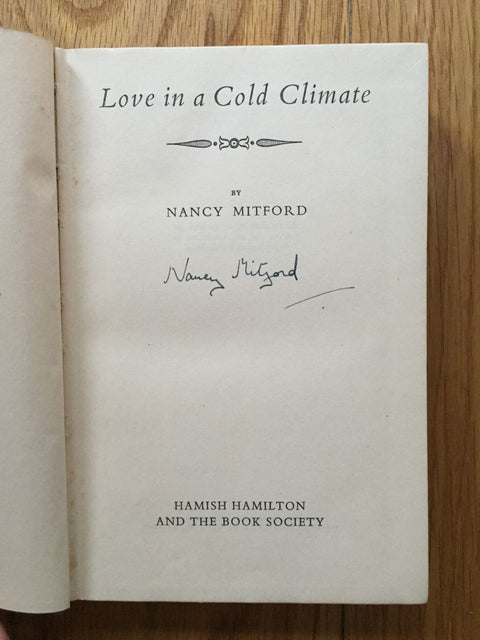 Love in a Cold Climate
BY
NANCY MITFORD
Nancy Mitford
HAMISH HAMILTON
AND THE BOOK SOCIETY